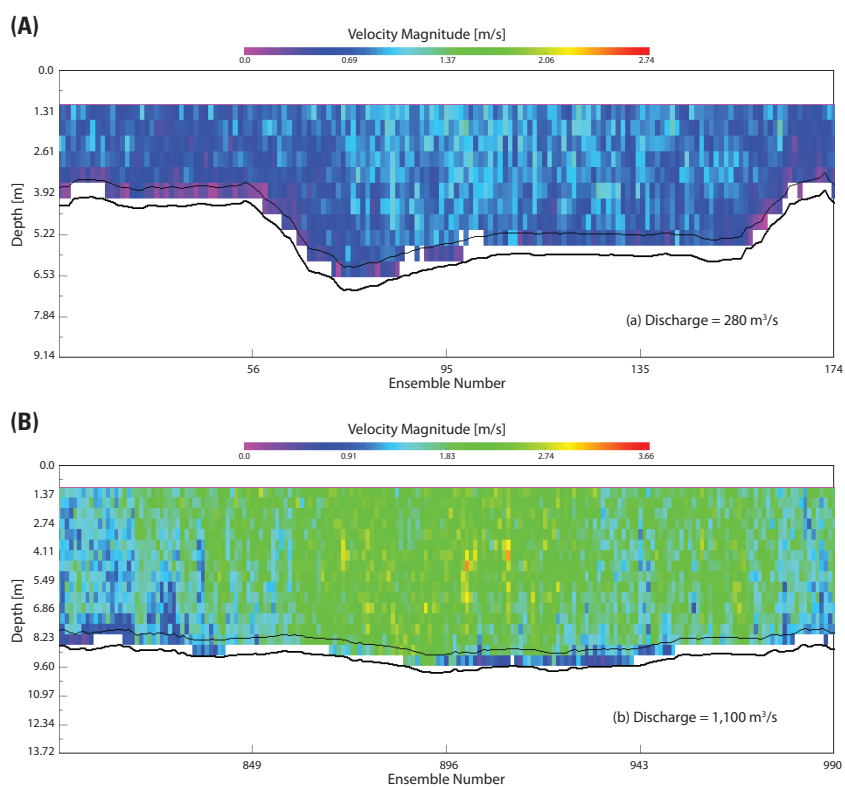 (A)
Velocity Magnitude [m/s]
0.0 0.69 1.37 2.06 2.74
0.0
1.31
2.61
3.92
5.22
6.53
7.84
9.14
Depth [m]
(a) Discharge = 280 m³/s
56 95 135 174
Ensemble Number
(B)
Velocity Magnitude [m/s]
0.0 0.91 1.83 2.74 3.66
0.0
1.37
2.74
4.11
5.49
6.86
8.23
9.60
10.97
12.34
13.72
Depth [m]
(b) Discharge = 1,100 m³/s
849 896 943 990
Ensemble Number